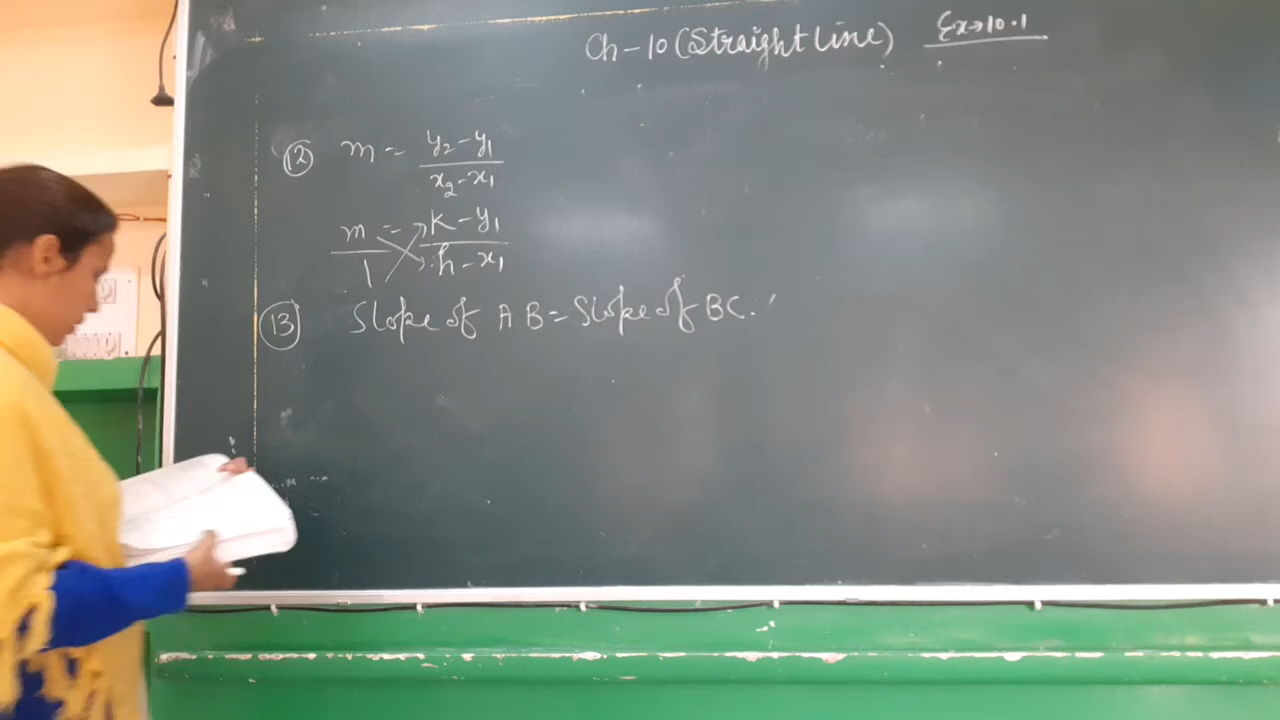 Ch-10 (Straight Line) Ex→10.1
(12) m = y₂-y₁ / x₂-x₁
m/1 = K-y₁ / h-x₁
(13) Slope of AB = Slope of BC.